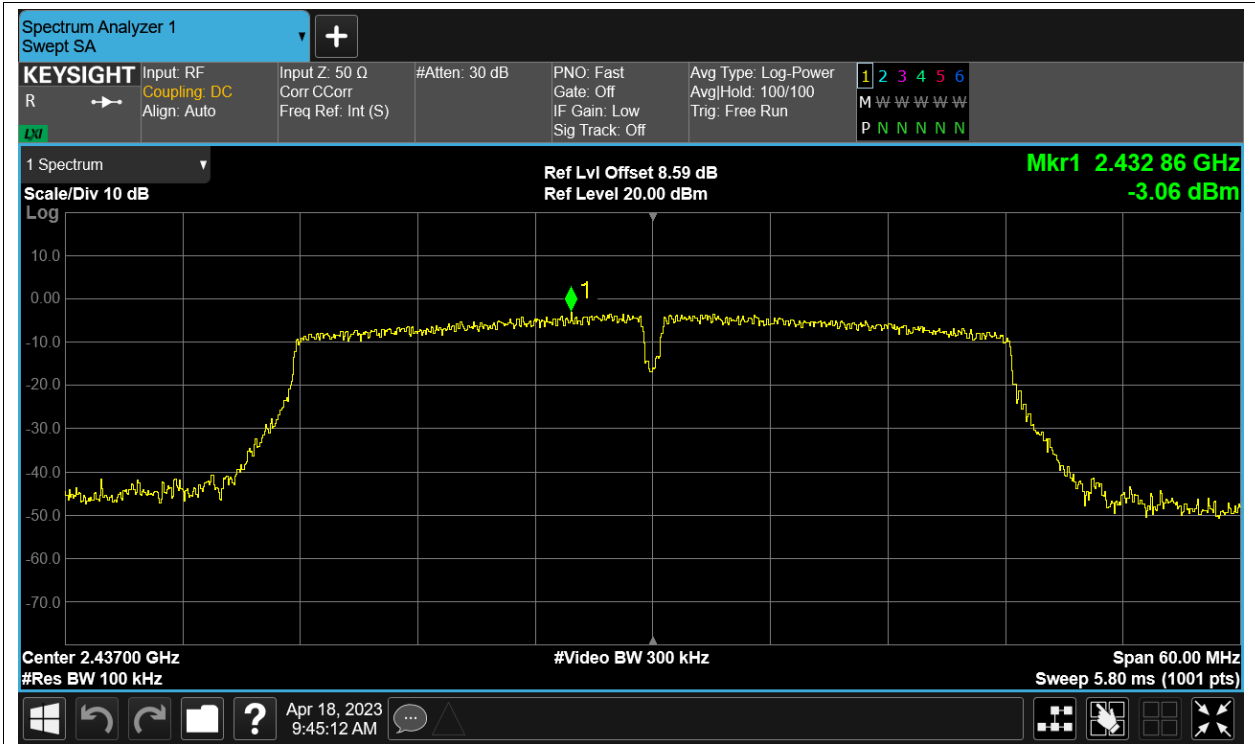 Spectrum Analyzer 1
Swept SA
KEYSIGHT
R
LXI
Input: RF
Coupling: DC
Align: Auto
Input Z: 50 Ω
Corr CCorr
Freq Ref: Int (S)
#Atten: 30 dB
PNO: Fast
Gate: Off
IF Gain: Low
Sig Track: Off
Avg Type: Log-Power
Avg|Hold: 100/100
Trig: Free Run
1 2 3 4 5 6
M W W W W W
P N N N N N
1 Spectrum
Scale/Div 10 dB
Log
Ref Lvl Offset 8.59 dB
Ref Level 20.00 dBm
Mkr1 2.432 86 GHz
-3.06 dBm
1
10.0
0.00
-10.0
-20.0
-30.0
-40.0
-50.0
-60.0
-70.0
Center 2.43700 GHz
#Res BW 100 kHz
#Video BW 300 kHz
Span 60.00 MHz
Sweep 5.80 ms (1001 pts)
?
Apr 18, 2023
9:45:12 AM